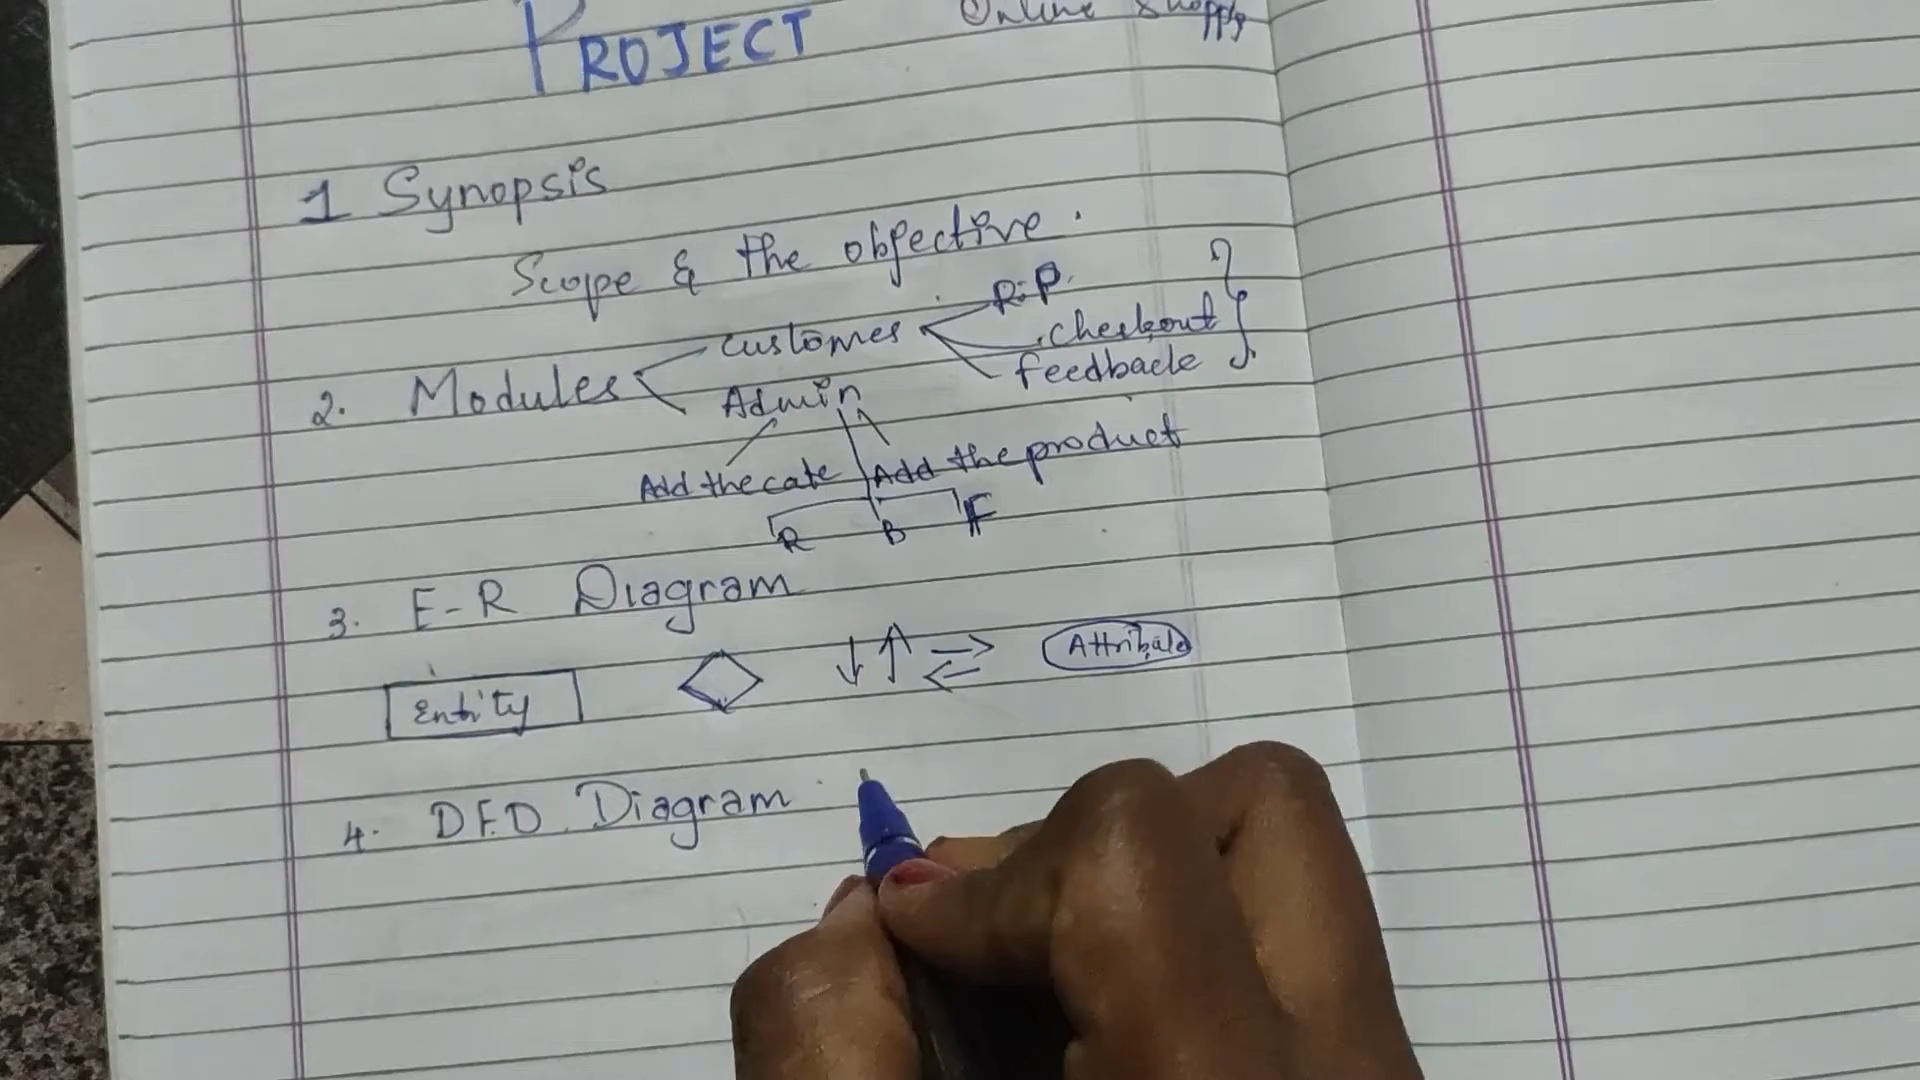 PROJECT Online
1 Synopsis
Scope & the objective.
R.P.
customer checkout
2. Modules feedback
Admin
Add the cate Add the product
R B F
3. E-R Diagram
Entity Attribute
4. D.F.D. Diagram